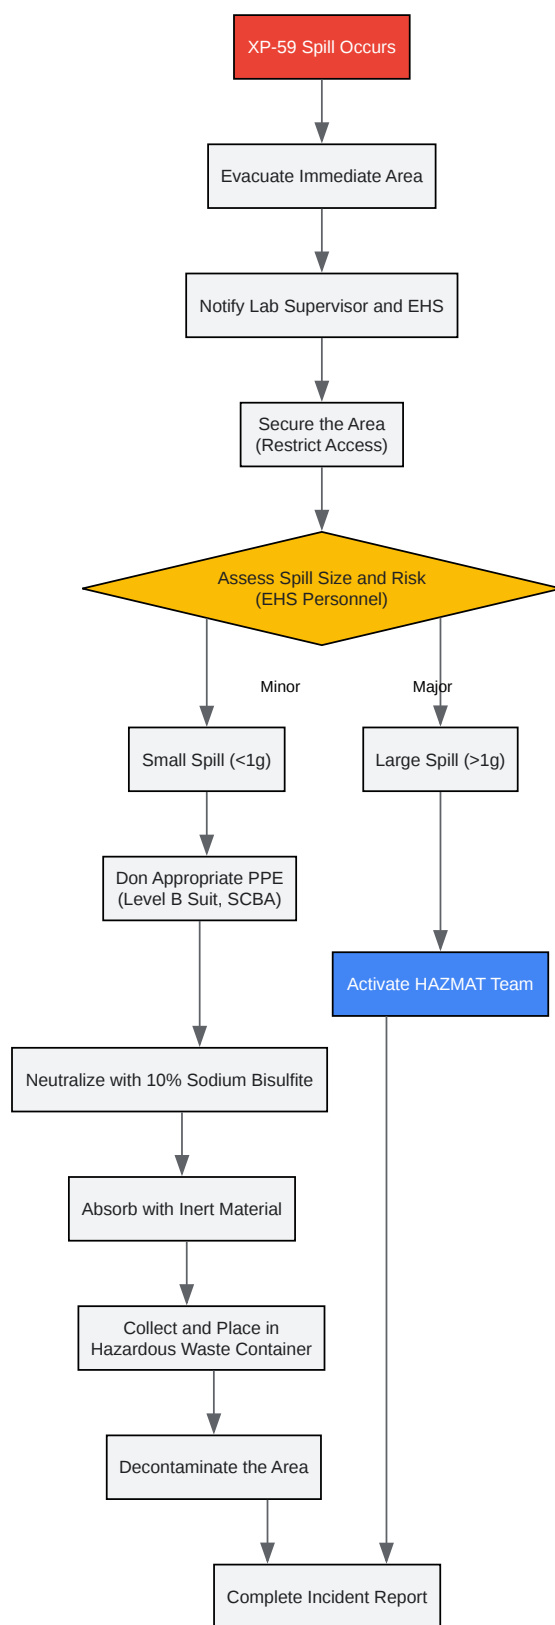 XP-59 Spill Occurs
Evacuate Immediate Area
Notify Lab Supervisor and EHS
Secure the Area
(Restrict Access)
Assess Spill Size and Risk
(EHS Personnel)
Minor
Major
Small Spill (<1g)
Large Spill (>1g)
Don Appropriate PPE
(Level B Suit, SCBA)
Activate HAZMAT Team
Neutralize with 10% Sodium Bisulfite
Absorb with Inert Material
Collect and Place in
Hazardous Waste Container
Decontaminate the Area
Complete Incident Report